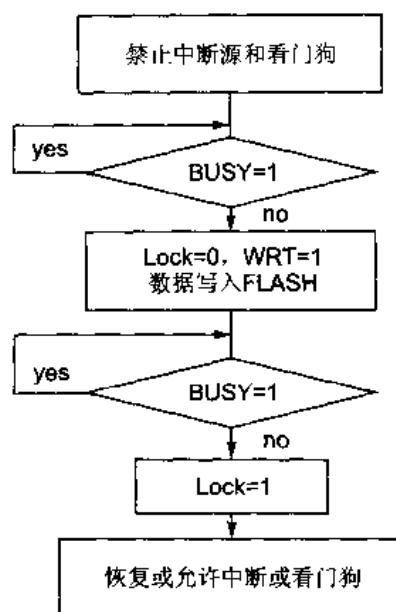 禁止中断源和看门狗
yes
BUSY=1
no
Lock=0，WRT=1
数据写入FLASH
yes
BUSY=1
no
Lock=1
恢复或允许中断或看门狗